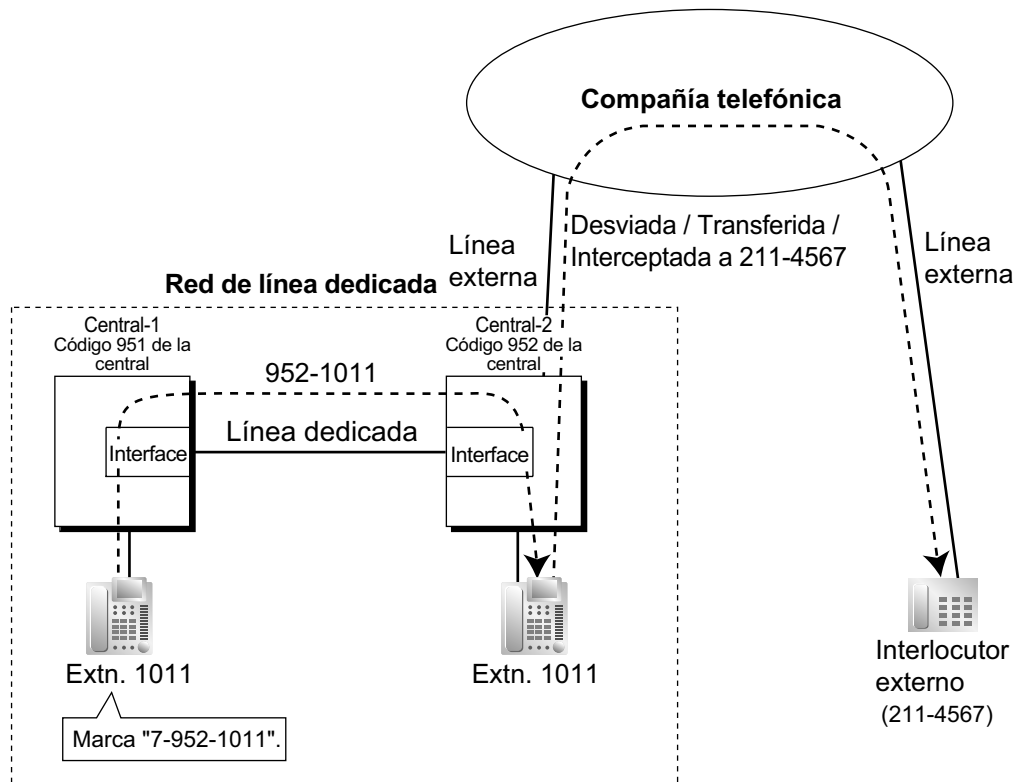 Compañía telefónica
Desviada / Transferida /
Interceptada a 211-4567
Línea
externa
Línea
externa
Red de línea dedicada
Central-1
Código 951 de la
central
Central-2
Código 952 de la
central
952-1011
Línea dedicada
Interface
Interface
Extn. 1011
Extn. 1011
Interlocutor
externo
(211-4567)
Marca "7-952-1011".